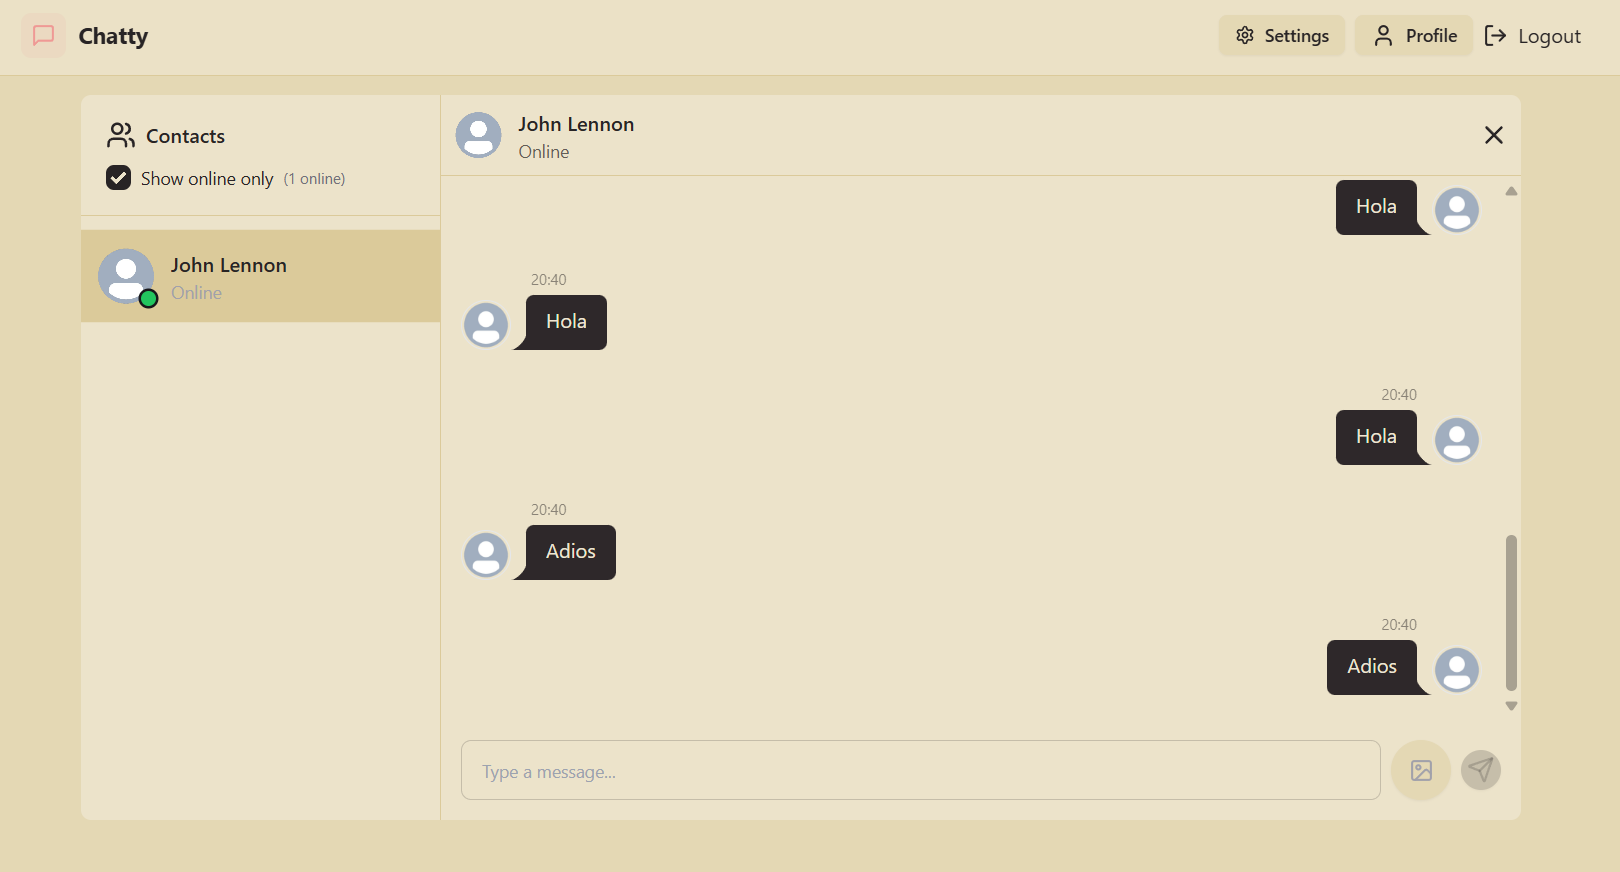 Chatty
Settings
Profile
Logout
Contacts
Show online only (1 online)
John Lennon
Online
John Lennon
Online
Hola
20:40
Hola
20:40
Hola
20:40
Adios
20:40
Adios
Type a message...